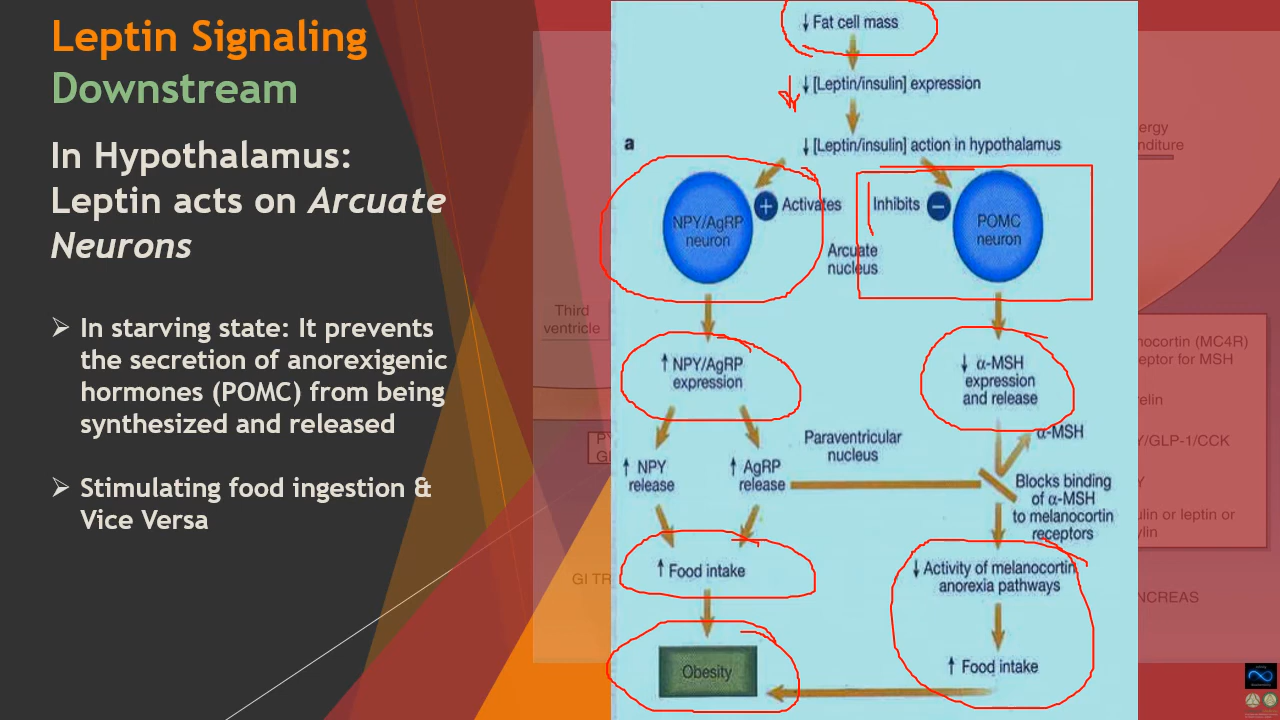 Leptin Signaling
Downstream
In Hypothalamus:
Leptin acts on Arcuate
Neurons
➢ In starving state: It prevents
the secretion of anorexigenic
hormones (POMC) from being
synthesized and released
➢ Stimulating food ingestion &
Vice Versa
↓ Fat cell mass
↓ [Leptin/insulin] expression
a
↓ [Leptin/insulin] action in hypothalamus
NPY/AgRP
neuron
+ Activates
Inhibits −
POMC
neuron
Arcuate
nucleus
↑ NPY/AgRP
expression
↓ α-MSH
expression
and release
α-MSH
Paraventricular
nucleus
↑ NPY
release
↑ AgRP
release
Blocks binding
of α-MSH
to melanocortin
receptors
↑ Food intake
↓ Activity of melanocortin
anorexia pathways
Obesity
↑ Food intake
Third
ventricle
GI TR
ergy
nditure
nocortin (MC4R)
eptor for MSH
elin
Y/GLP-1/CCK
Y
ulin or leptin or
ylin
NCREAS